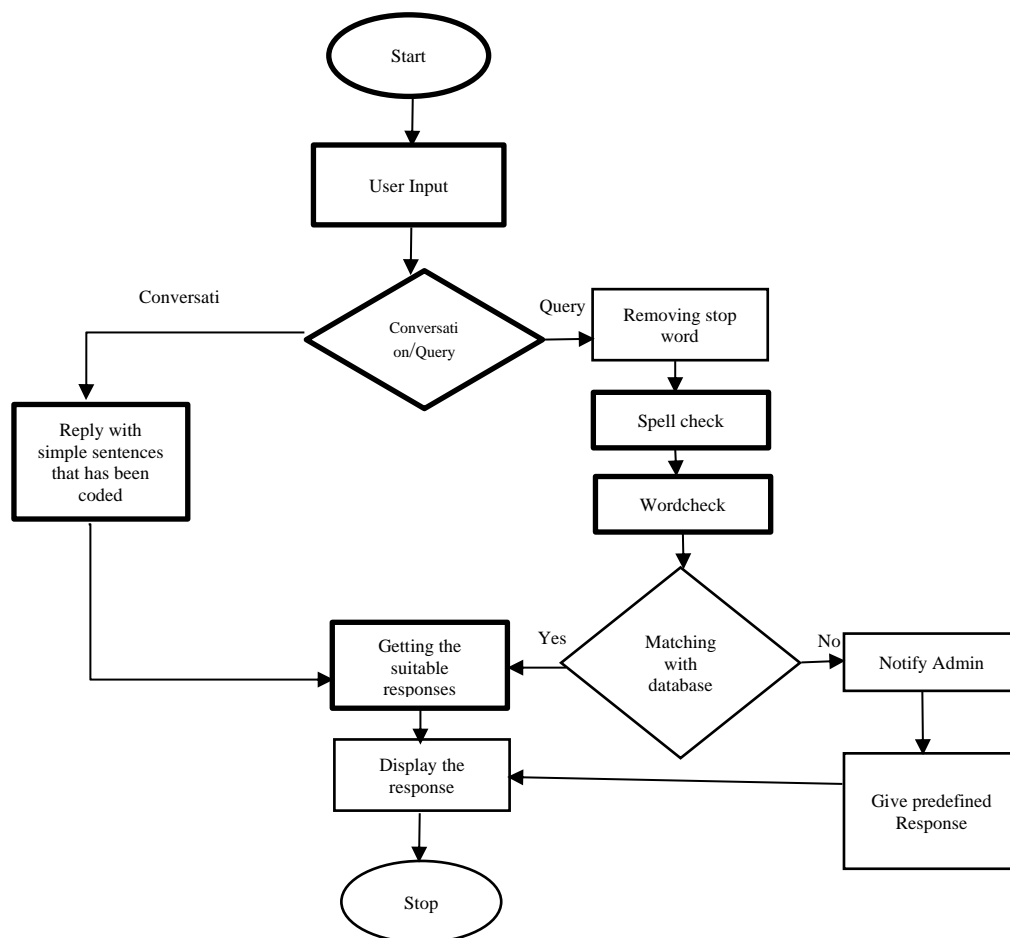 Start
User Input
Conversati
Query
Conversati
on/Query
Removing stop
word
Reply with
simple sentences
that has been
coded
Spell check
Wordcheck
Yes
Matching
with
database
No
Getting the
suitable
responses
Notify Admin
Display the
response
Give predefined
Response
Stop